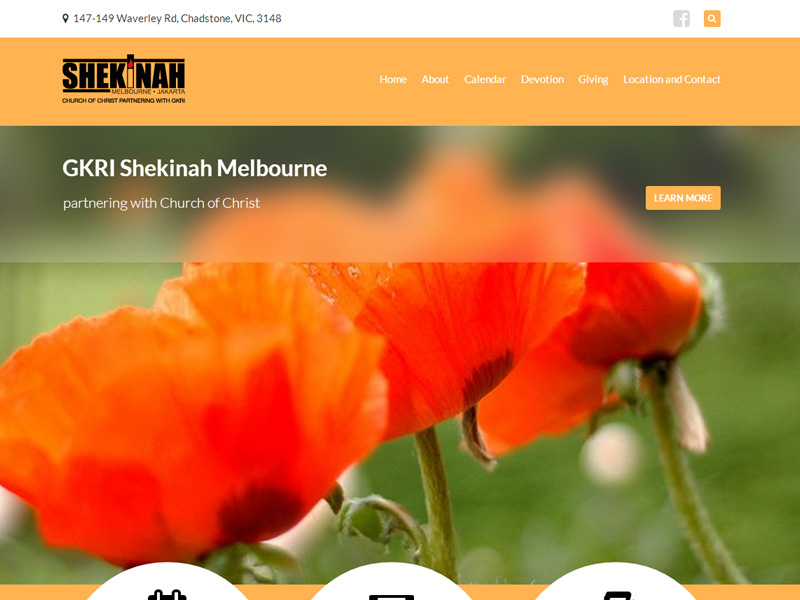 147-149 Waverley Rd, Chadstone, VIC, 3148
SHEKINAH
MELBOURNE • JAKARTA
CHURCH OF CHRIST PARTNERING WITH GKRI
Home About Calendar Devotion Giving Location and Contact
GKRI Shekinah Melbourne
partnering with Church of Christ
LEARN MORE